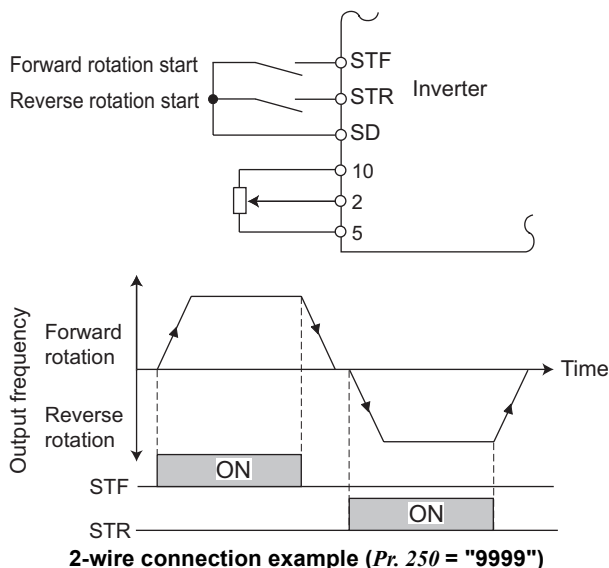 Forward rotation start
Reverse rotation start
STF
STR
SD
Inverter
10
2
5
Output frequency
Forward
rotation
Reverse
rotation
Time
STF
ON
STR
ON
2-wire connection example (Pr. 250 = "9999")